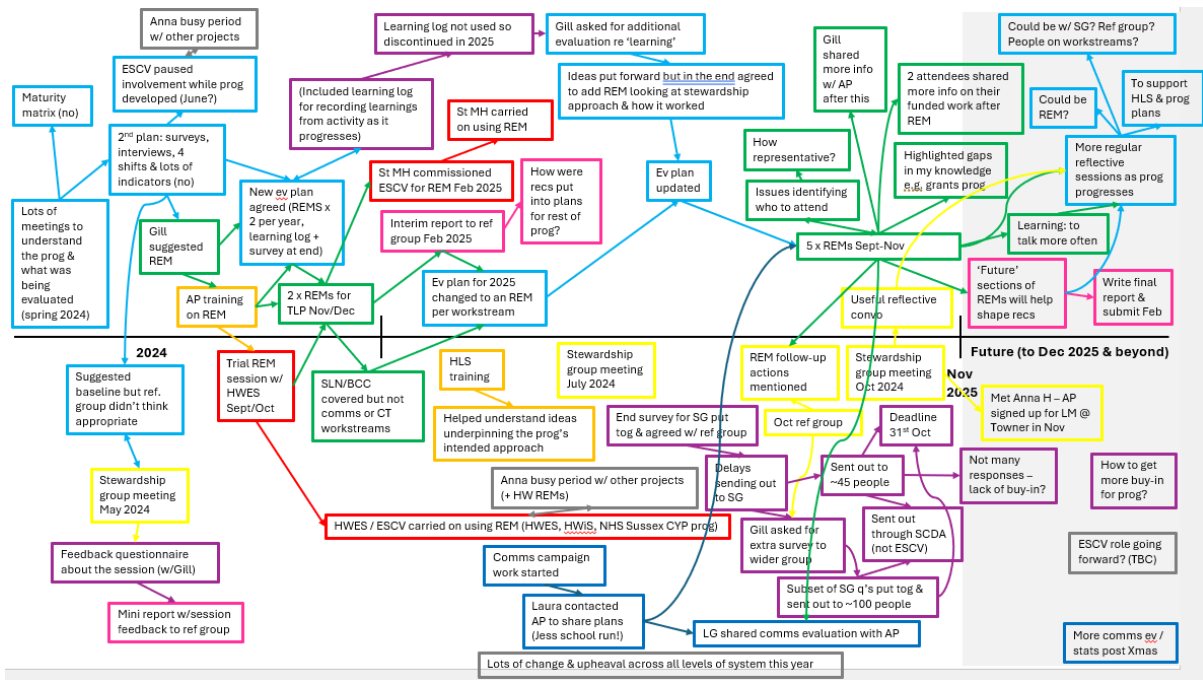 Anna busy period
w/ other projects
Learning log not used so
discontinued in 2025
Gill asked for additional
evaluation re ‘learning’
Gill
shared
more info
w/ AP
after this
Could be w/ SG? Ref group?
People on workstreams?
ESCV paused
involvement while prog
developed (June?)
Maturity
matrix (no)
(Included learning log
for recording learnings
from activity as it
progresses)
Ideas put forward but in the end agreed
to add REM looking at stewardship
approach & how it worked
2 attendees shared
more info on their
funded work after
REM
To support
HLS & prog
plans
Could be
REM?
St MH carried
on using REM
2nd plan: surveys,
interviews, 4
shifts & lots of
indicators (no)
How
representative?
Highlighted gaps
in my knowledge
e.g. grants prog
More regular
reflective
sessions as prog
progresses
St MH commissioned
ESCV for REM Feb 2025
How were
recs put
into plans
for rest of
prog?
Ev plan
updated
Issues identifying
who to attend
New ev plan
agreed (REMS x
2 per year,
learning log +
survey at end)
Lots of
meetings to
understand
the prog &
what was
being
evaluated
(spring 2024)
Gill
suggested
REM
Interim report to ref
group Feb 2025
5 x REMs Sept-Nov
Learning: to
talk more often
AP training
on REM
2 x REMs for
TLP Nov/Dec
Ev plan for 2025
changed to an REM
per workstream
Useful reflective
convo
‘Future’
sections of
REMs will help
shape recs
Write final
report &
submit Feb
2024
Future (to Dec 2025 & beyond)
Nov
2025
Suggested
baseline but ref.
group didn’t think
appropriate
Trial REM
session w/
HWES
Sept/Oct
SLN/BCC
covered but not
comms or CT
workstreams
HLS
training
Stewardship
group meeting
July 2024
REM follow-up
actions
mentioned
Stewardship
group meeting
Oct 2024
Met Anna H – AP
signed up for LM @
Towner in Nov
Helped understand ideas
underpinning the prog’s
intended approach
End survey for SG put
tog & agreed w/ ref group
Oct ref group
Deadline
31st Oct
Stewardship
group meeting
May 2024
Anna busy period w/ other projects
(+ HW REMs)
Delays
sending out
to SG
Sent out to
~45 people
Not many
responses –
lack of buy-in?
How to get
more buy-in
for prog?
HWES / ESCV carried on using REM (HWES, HWiS, NHS Sussex CYP prog)
Gill asked for
extra survey to
wider group
Sent out
through SCDA
(not ESCV)
ESCV role going
forward? (TBC)
Feedback questionnaire
about the session (w/Gill)
Comms campaign
work started
Subset of SG q’s put tog &
sent out to ~100 people
Mini report w/session
feedback to ref group
Laura contacted
AP to share plans
(Jess school run!)
LG shared comms evaluation with AP
More comms ev /
stats post Xmas
Lots of change & upheaval across all levels of system this year